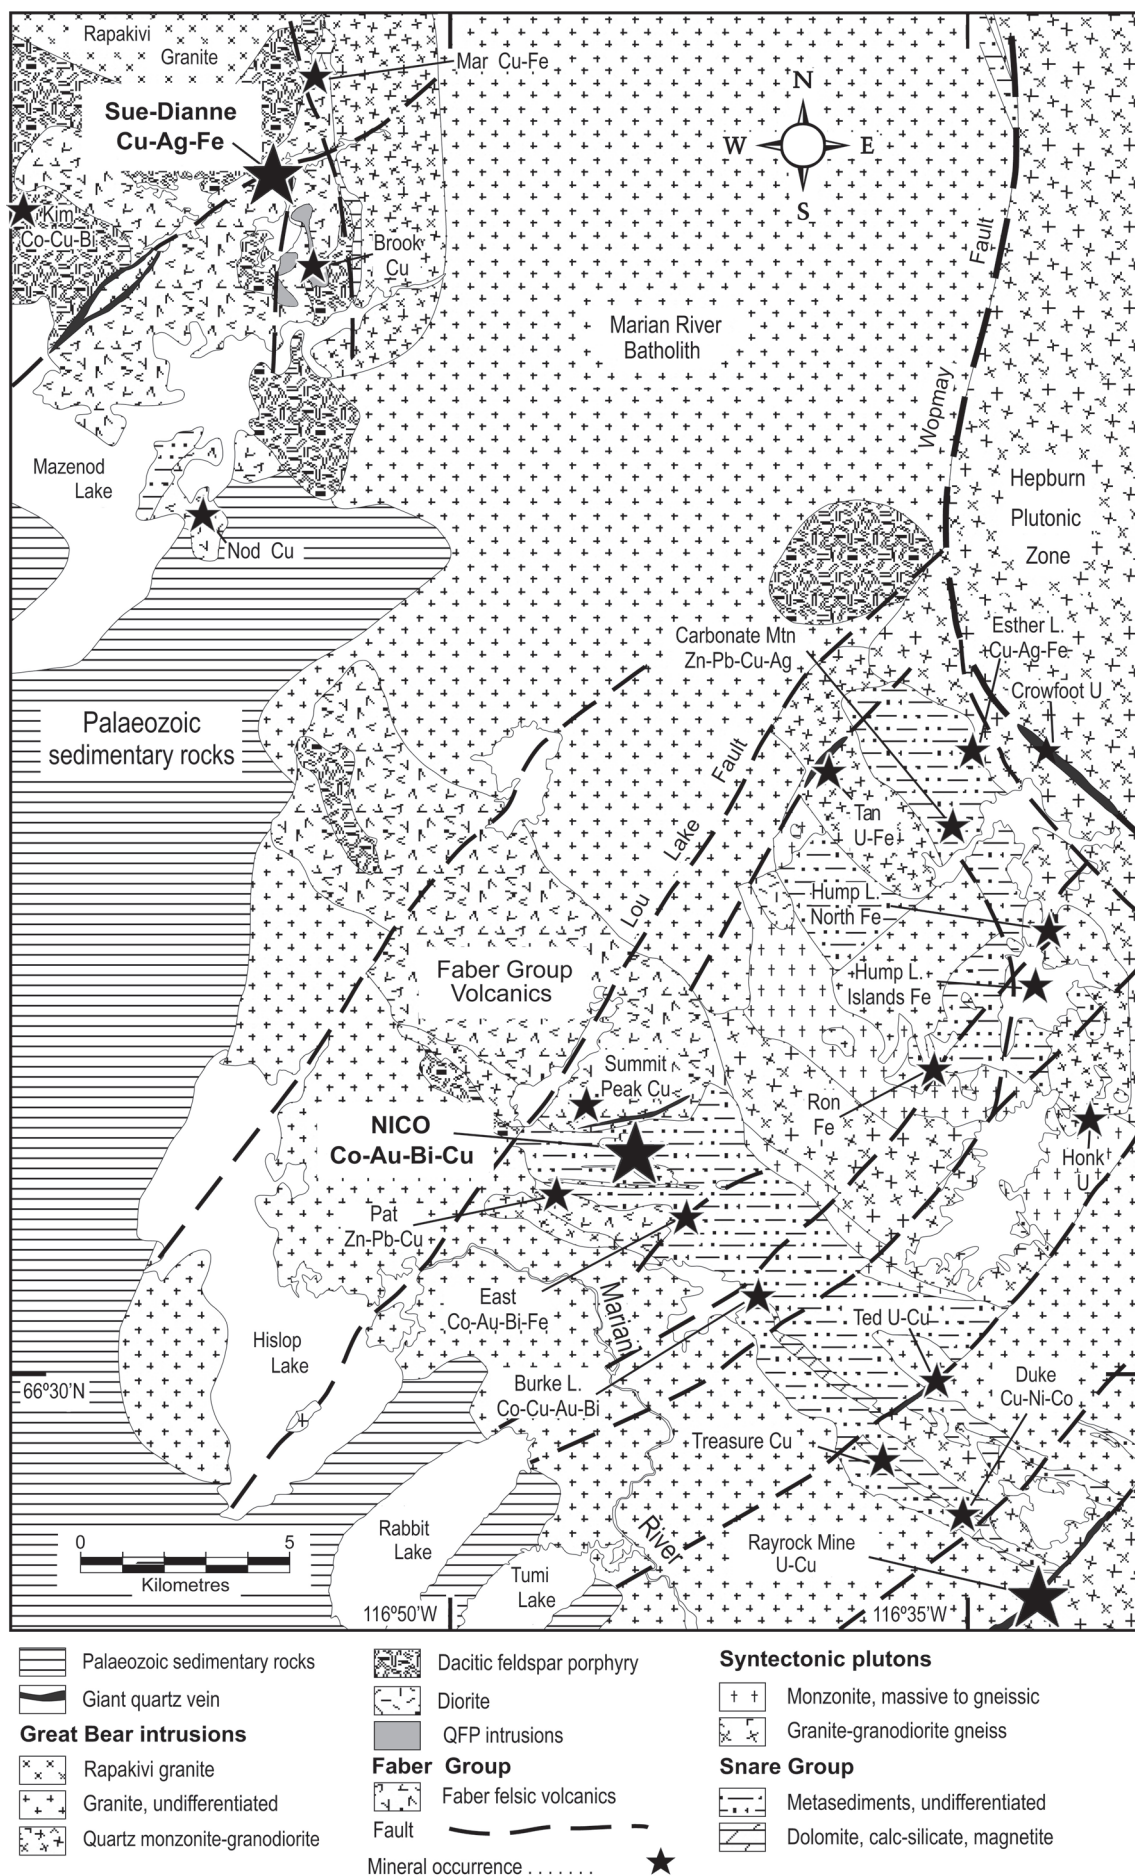 Rapakivi
Granite
Mar Cu-Fe
Sue-Dianne
Cu-Ag-Fe
N
W
E
S
Kim
Co-Cu-Bi
Brook
Cu
Fault
Wopmay
Marian River
Batholith
Mazenod
Lake
Hepburn
Plutonic
Zone
Nod Cu
Carbonate Mtn
Zn-Pb-Cu-Ag
Esther L.
Cu-Ag-Fe
Crowfoot U
Palaeozoic
sedimentary rocks
Fault
Lake
Lou
Tan
U-Fe
Hump L.
North Fe
Faber Group
Volcanics
Hump L.
Islands Fe
Summit
Peak Cu
Ron
Fe
NICO
Co-Au-Bi-Cu
Honk
U
Pat
Zn-Pb-Cu
East
Co-Au-Bi-Fe
Marian
Ted U-Cu
Hislop
Lake
66º30'N
Burke L.
Co-Cu-Au-Bi
Duke
Cu-Ni-Co
Treasure Cu
River
Rabbit
Lake
Rayrock Mine
U-Cu
0 5
Kilometres
Tumi
Lake
116º50'W
116º35'W
Palaeozoic sedimentary rocks
Giant quartz vein
Great Bear intrusions
Rapakivi granite
Granite, undifferentiated
Quartz monzonite-granodiorite
Dacitic feldspar porphyry
Diorite
QFP intrusions
Faber Group
Faber felsic volcanics
Fault
Mineral occurrence . . . . . . .
Syntectonic plutons
Monzonite, massive to gneissic
Granite-granodiorite gneiss
Snare Group
Metasediments, undifferentiated
Dolomite, calc-silicate, magnetite